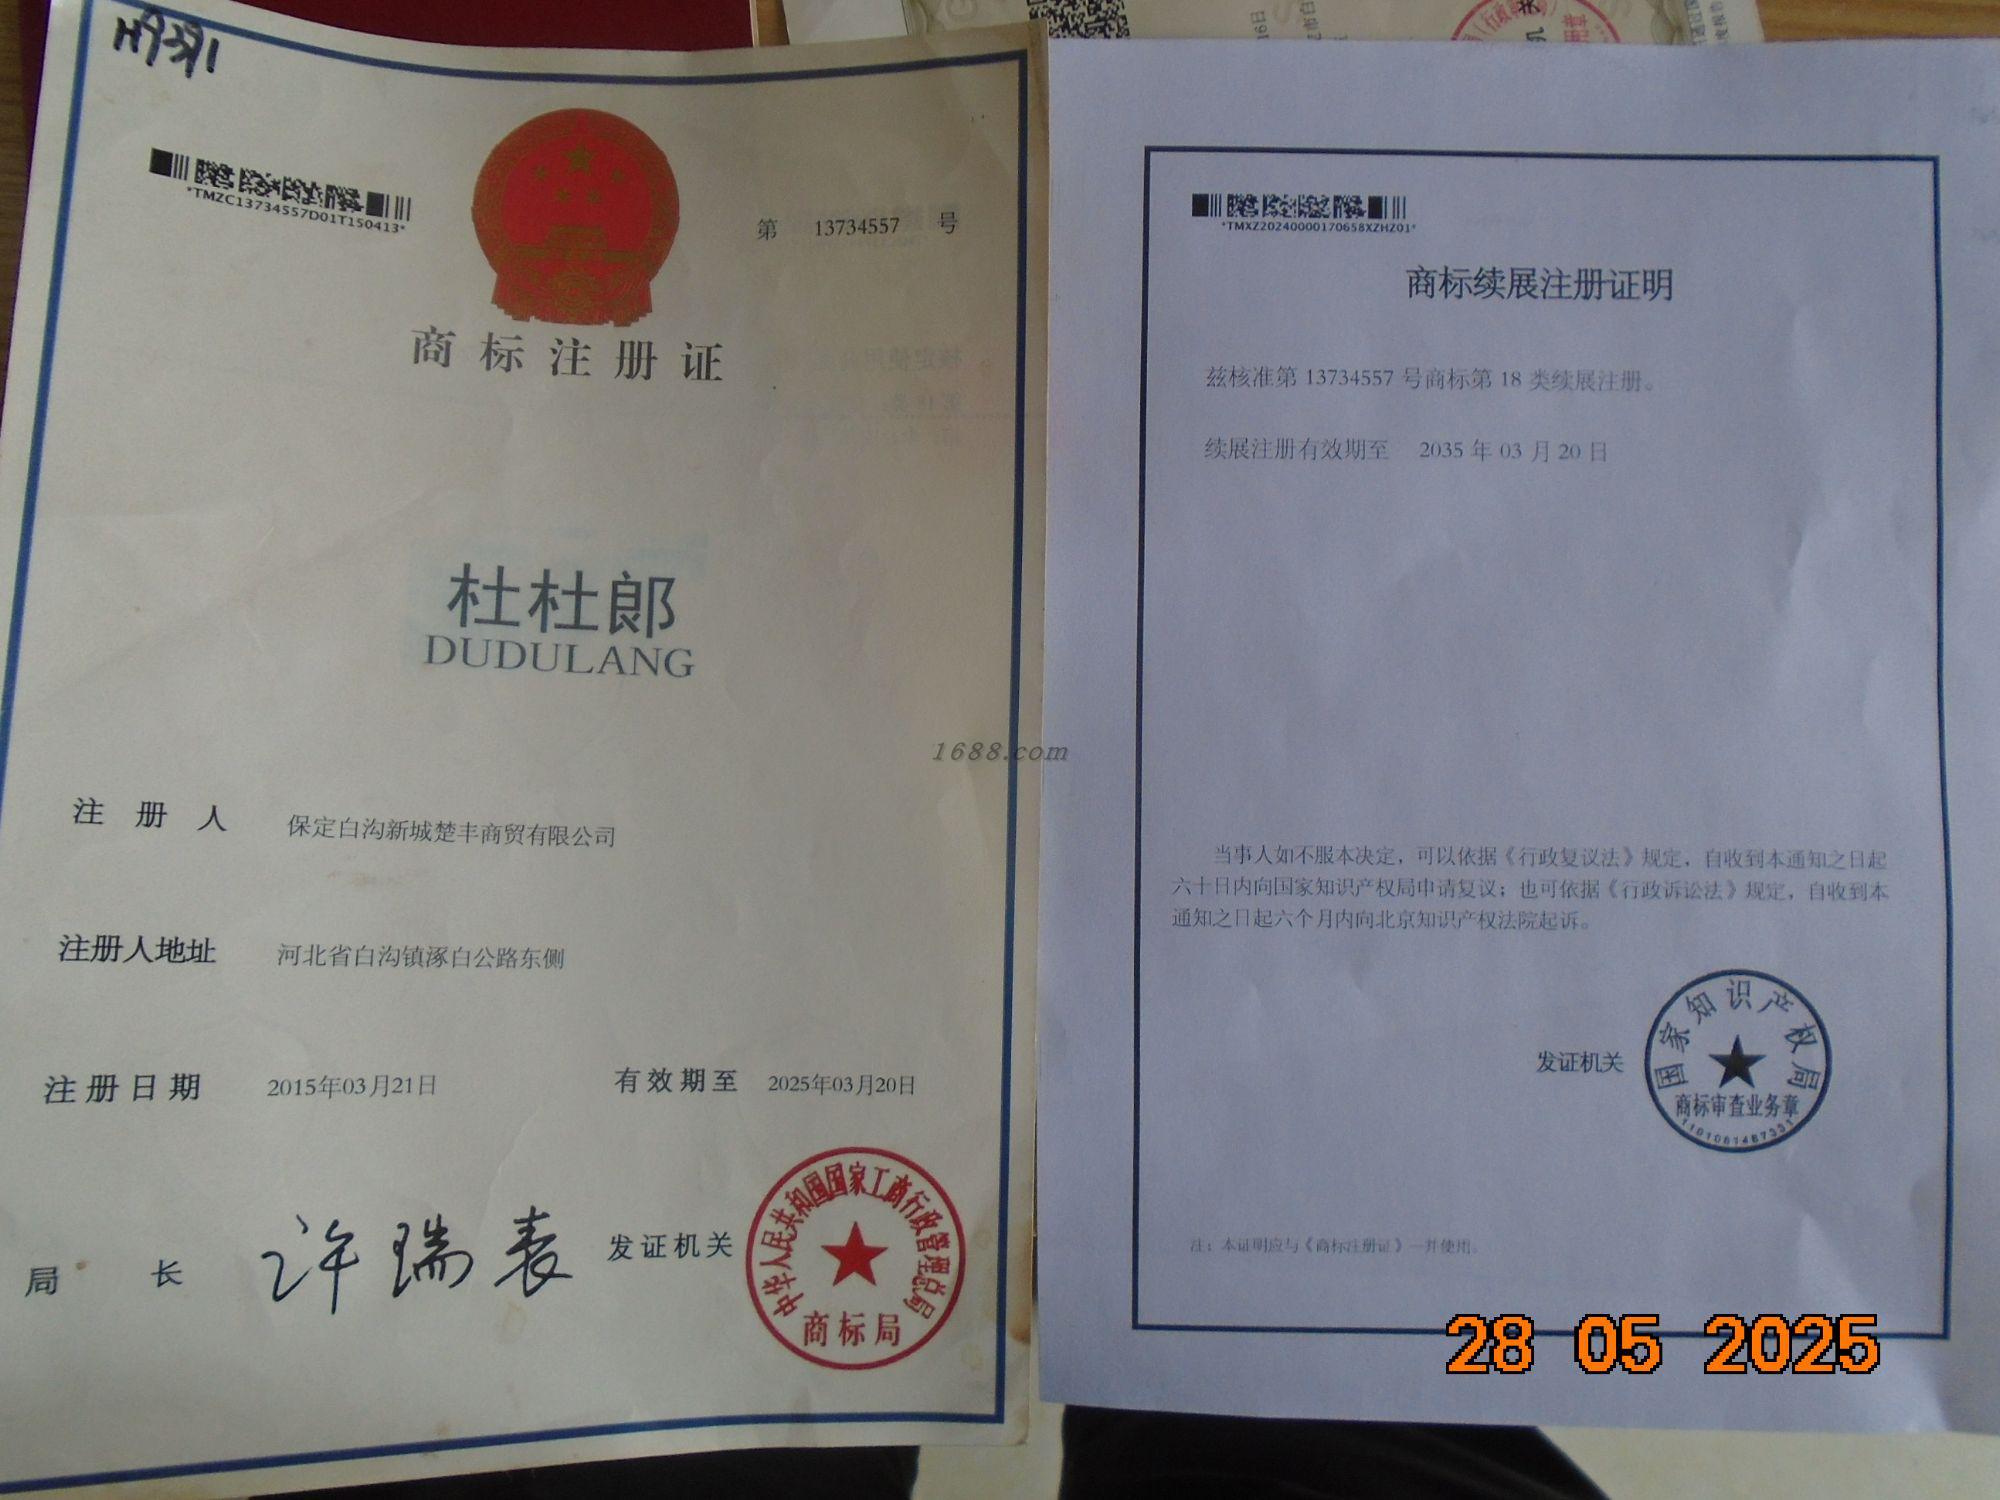 *TMZC13734557D01T150413*
第 13734557 号
商标注册证
杜杜郎
DUDULANG
注册人 保定白沟新城楚丰商贸有限公司
注册人地址 河北省白沟镇涿白公路东侧
注册日期 2015年03月21日 有效期至 2025年03月20日
局长 许瑞表 发证机关
中华人民共和国国家工商行政管理总局
商标局
1688.com
*TMXZ20240000170658XZHZ01*
商标续展注册证明
兹核准第 13734557 号商标第 18 类续展注册。
续展注册有效期至 2035 年 03 月 20 日
当事人如不服本决定，可以依据《行政复议法》规定，自收到本通知之日起
六十日内向国家知识产权局申请复议；也可依据《行政诉讼法》规定，自收到本
通知之日起六个月内向北京知识产权法院起诉。
发证机关
国家知识产权局
商标审查业务章
1101081467331
注：本证明应与《商标注册证》一并使用。
28 05 2025